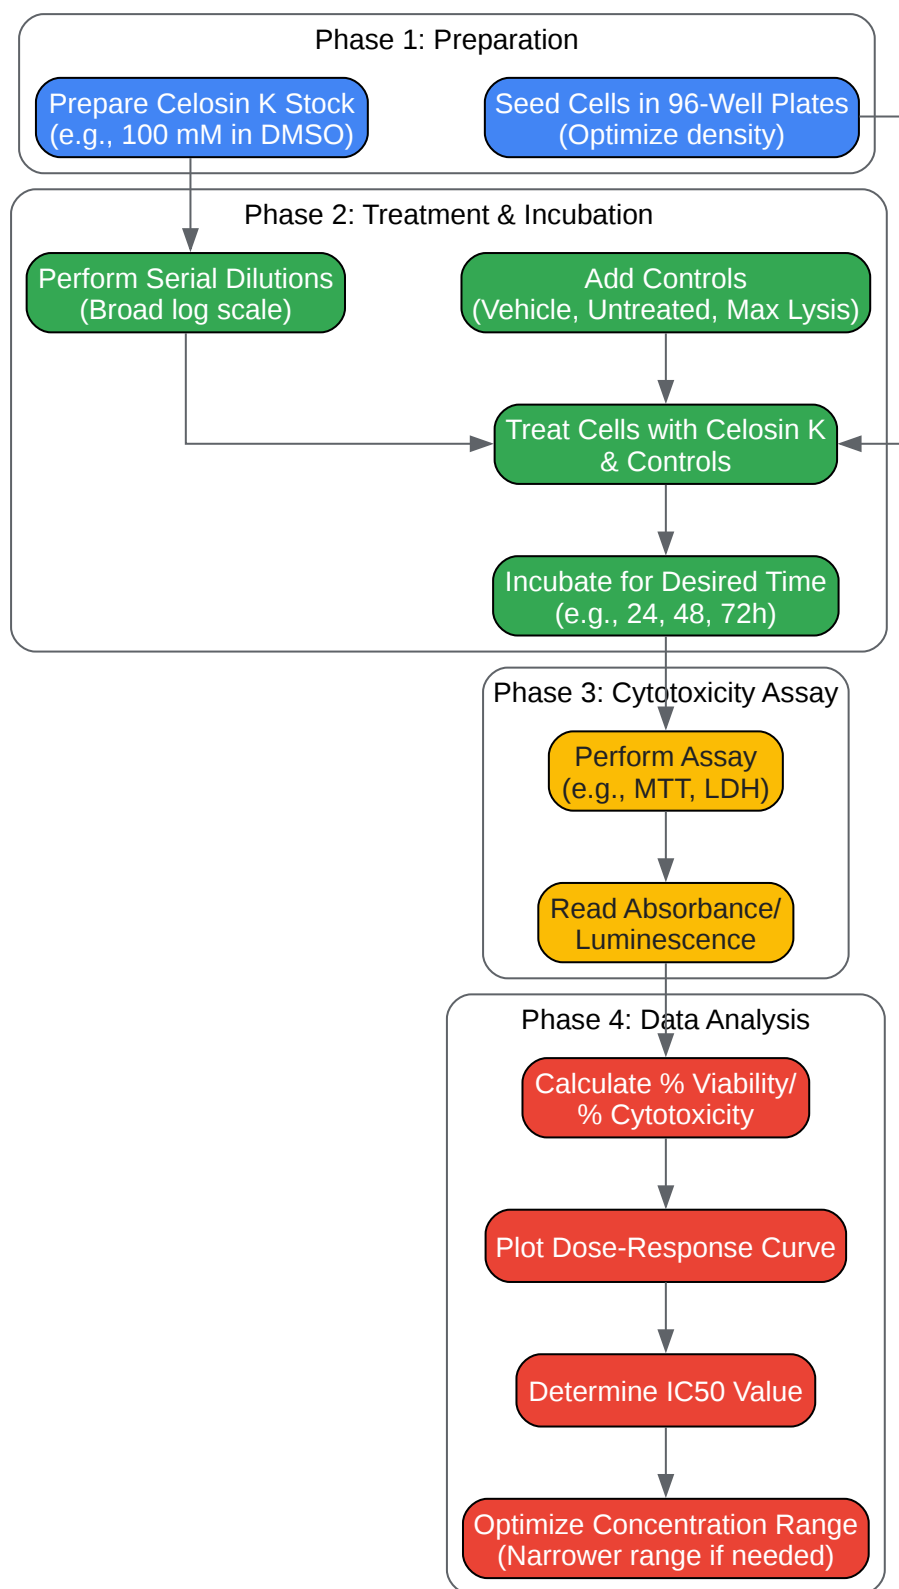 Phase 1: Preparation
Prepare Celosin K Stock
(e.g., 100 mM in DMSO)
Seed Cells in 96-Well Plates
(Optimize density)
Phase 2: Treatment & Incubation
Perform Serial Dilutions
(Broad log scale)
Add Controls
(Vehicle, Untreated, Max Lysis)
Treat Cells with Celosin K
& Controls
Incubate for Desired Time
(e.g., 24, 48, 72h)
Phase 3: Cytotoxicity Assay
Perform Assay
(e.g., MTT, LDH)
Read Absorbance/
Luminescence
Phase 4: Data Analysis
Calculate % Viability/
% Cytotoxicity
Plot Dose-Response Curve
Determine IC50 Value
Optimize Concentration Range
(Narrower range if needed)